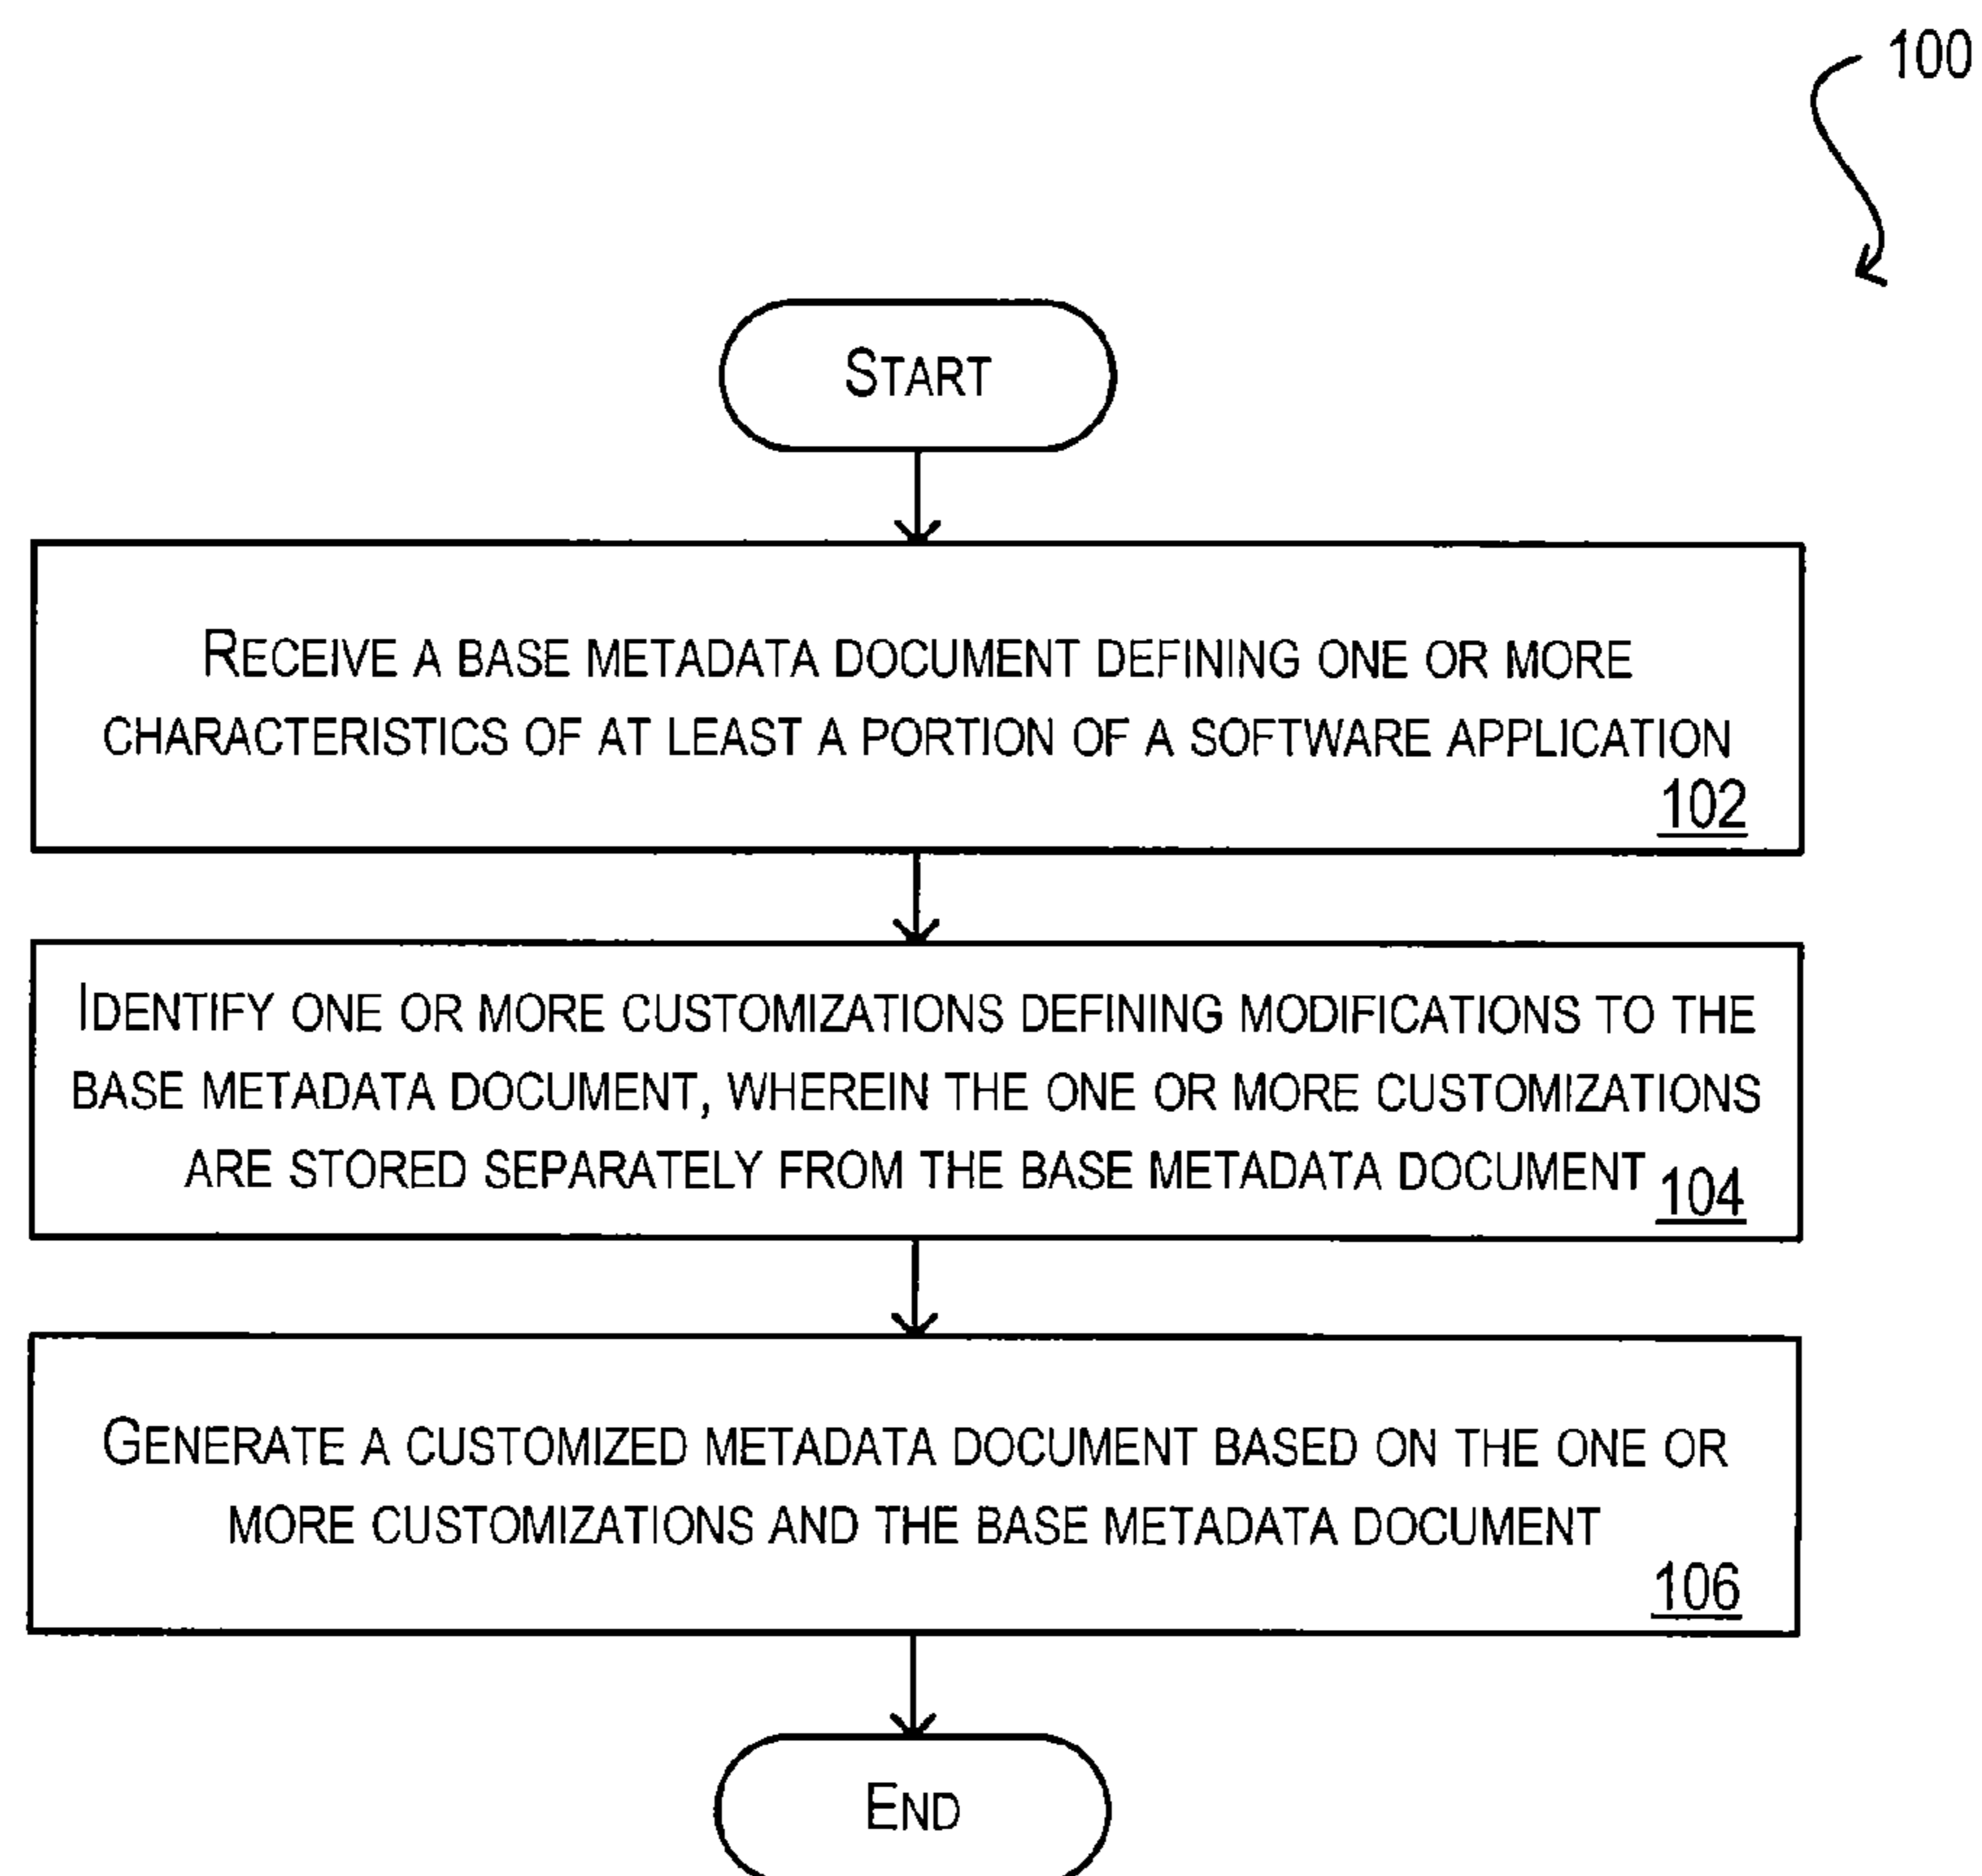 100
START
RECEIVE A BASE METADATA DOCUMENT DEFINING ONE OR MORE
CHARACTERISTICS OF AT LEAST A PORTION OF A SOFTWARE APPLICATION
102
IDENTIFY ONE OR MORE CUSTOMIZATIONS DEFINING MODIFICATIONS TO THE
BASE METADATA DOCUMENT, WHEREIN THE ONE OR MORE CUSTOMIZATIONS
ARE STORED SEPARATELY FROM THE BASE METADATA DOCUMENT 104
GENERATE A CUSTOMIZED METADATA DOCUMENT BASED ON THE ONE OR
MORE CUSTOMIZATIONS AND THE BASE METADATA DOCUMENT
106
END